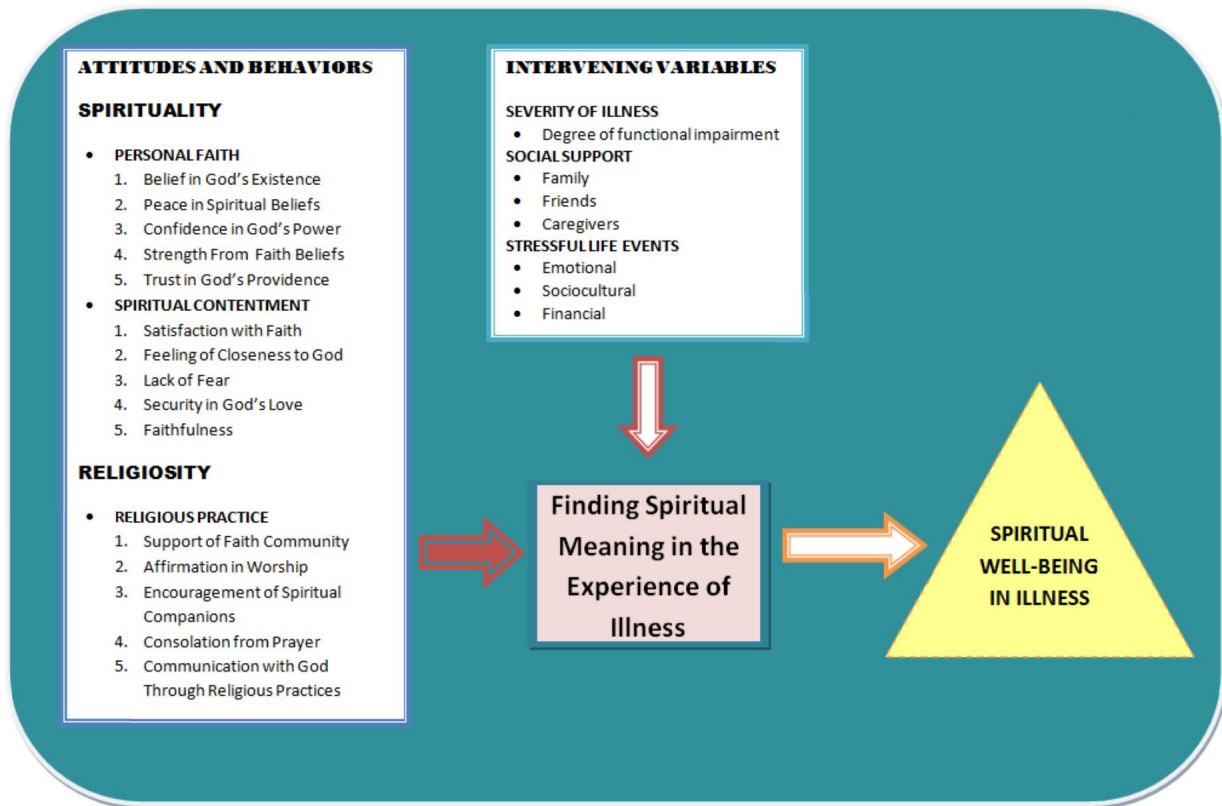 ATTITUDES AND BEHAVIORS
SPIRITUALITY
• PERSONAL FAITH
1. Belief in God’s Existence
2. Peace in Spiritual Beliefs
3. Confidence in God’s Power
4. Strength From Faith Beliefs
5. Trust in God’s Providence
• SPIRITUAL CONTENTMENT
1. Satisfaction with Faith
2. Feeling of Closeness to God
3. Lack of Fear
4. Security in God’s Love
5. Faithfulness
RELIGIOSITY
• RELIGIOUS PRACTICE
1. Support of Faith Community
2. Affirmation in Worship
3. Encouragement of Spiritual
Companions
4. Consolation from Prayer
5. Communication with God
Through Religious Practices
INTERVENING VARIABLES
SEVERITY OF ILLNESS
• Degree of functional impairment
SOCIAL SUPPORT
• Family
• Friends
• Caregivers
STRESSFUL LIFE EVENTS
• Emotional
• Sociocultural
• Financial
Finding Spiritual
Meaning in the
Experience of
Illness
SPIRITUAL
WELL-BEING
IN ILLNESS